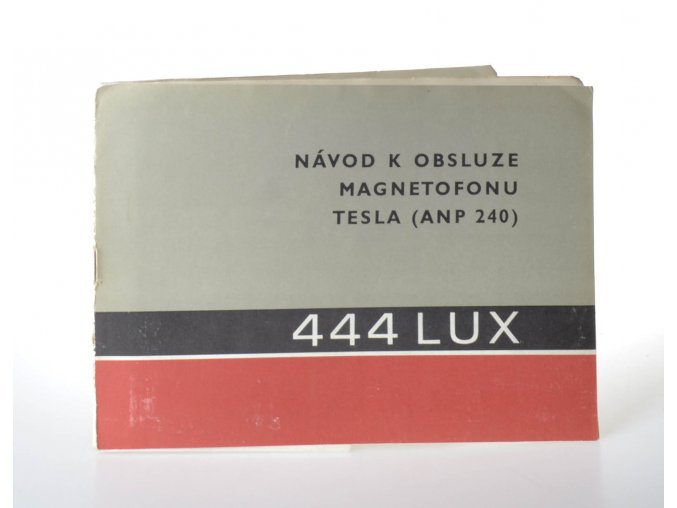 NÁVOD K OBSLUZE
MAGNETOFONU
TESLA (ANP 240)
444 LUX